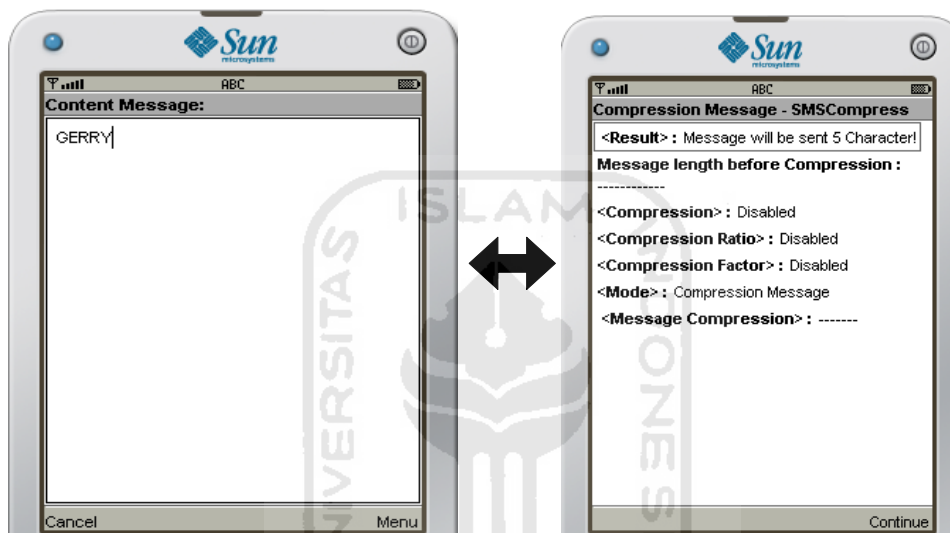 Sun
microsystems
ABC
Content Message:
GERRY
Cancel
Menu
Sun
microsystems
ABC
Compression Message - SMSCompress
<Result> : Message will be sent 5 Character!
Message length before Compression :
------------
<Compression> : Disabled
<Compression Ratio> : Disabled
<Compression Factor> : Disabled
<Mode> : Compression Message
<Message Compression> : -------
Continue
ISLAM